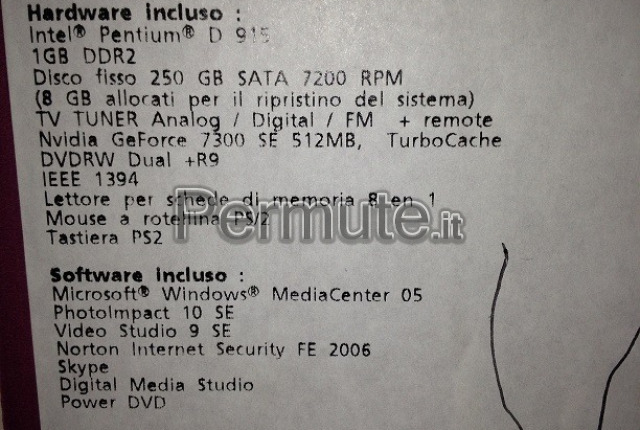 Hardware incluso :
Intel® Pentium® D 915
1GB DDR2
Disco fisso 250 GB SATA 7200 RPM
(8 GB allocati per il ripristino del sistema)
TV TUNER Analog / Digital / FM + remote
Nvidia GeForce 7300 SE 512MB, TurboCache
DVDRW Dual +R9
IEEE 1394
Lettore per schede di memoria 8 en 1
Mouse a rotellina PS/2
Permute.it
Tastiera PS2
Software incluso :
Microsoft® Windows® MediaCenter 05
PhotoImpact 10 SE
Video Studio 9 SE
Norton Internet Security FE 2006
Skype
Digital Media Studio
Power DVD